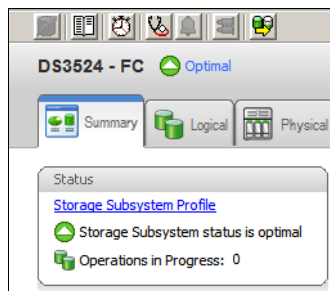 DS3524 - FC Optimal
Summary Logical Physical
Status
Storage Subsystem Profile
Storage Subsystem status is optimal
Operations in Progress: 0